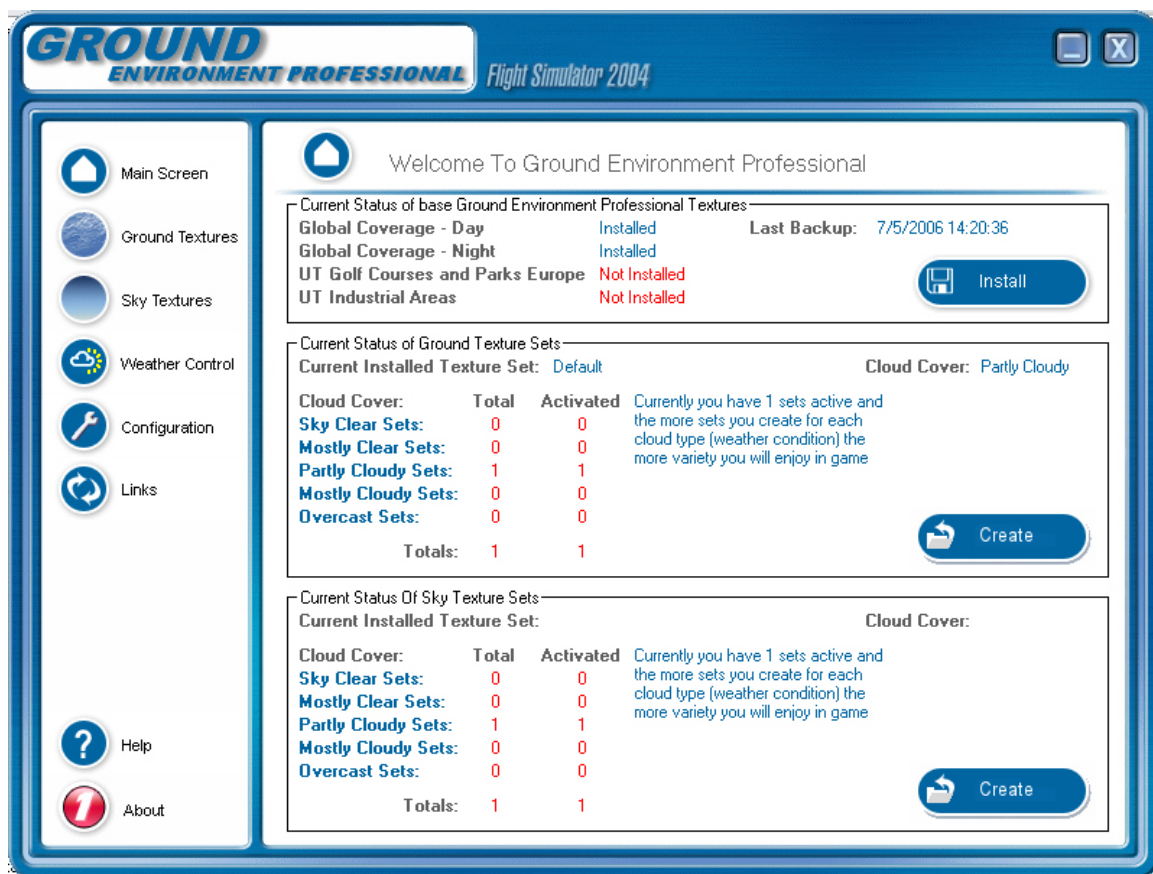 GROUND
ENVIRONMENT PROFESSIONAL
Flight Simulator 2004
X
Main Screen
Ground Textures
Sky Textures
Weather Control
Configuration
Links
Help
1 About
Welcome To Ground Environment Professional
Current Status of base Ground Environment Professional Textures
Global Coverage - Day Installed Last Backup: 7/5/2006 14:20:36
Global Coverage - Night Installed
UT Golf Courses and Parks Europe Not Installed
UT Industrial Areas Not Installed
Install
Current Status of Ground Texture Sets
Current Installed Texture Set: Default Cloud Cover: Partly Cloudy
Cloud Cover: Total Activated
Sky Clear Sets: 0 0
Mostly Clear Sets: 0 0
Partly Cloudy Sets: 1 1
Mostly Cloudy Sets: 0 0
Overcast Sets: 0 0
Totals: 1 1
Currently you have 1 sets active and
the more sets you create for each
cloud type (weather condition) the
more variety you will enjoy in game
Create
Current Status Of Sky Texture Sets
Current Installed Texture Set: Cloud Cover:
Cloud Cover: Total Activated
Sky Clear Sets: 0 0
Mostly Clear Sets: 0 0
Partly Cloudy Sets: 1 1
Mostly Cloudy Sets: 0 0
Overcast Sets: 0 0
Totals: 1 1
Currently you have 1 sets active and
the more sets you create for each
cloud type (weather condition) the
more variety you will enjoy in game
Create